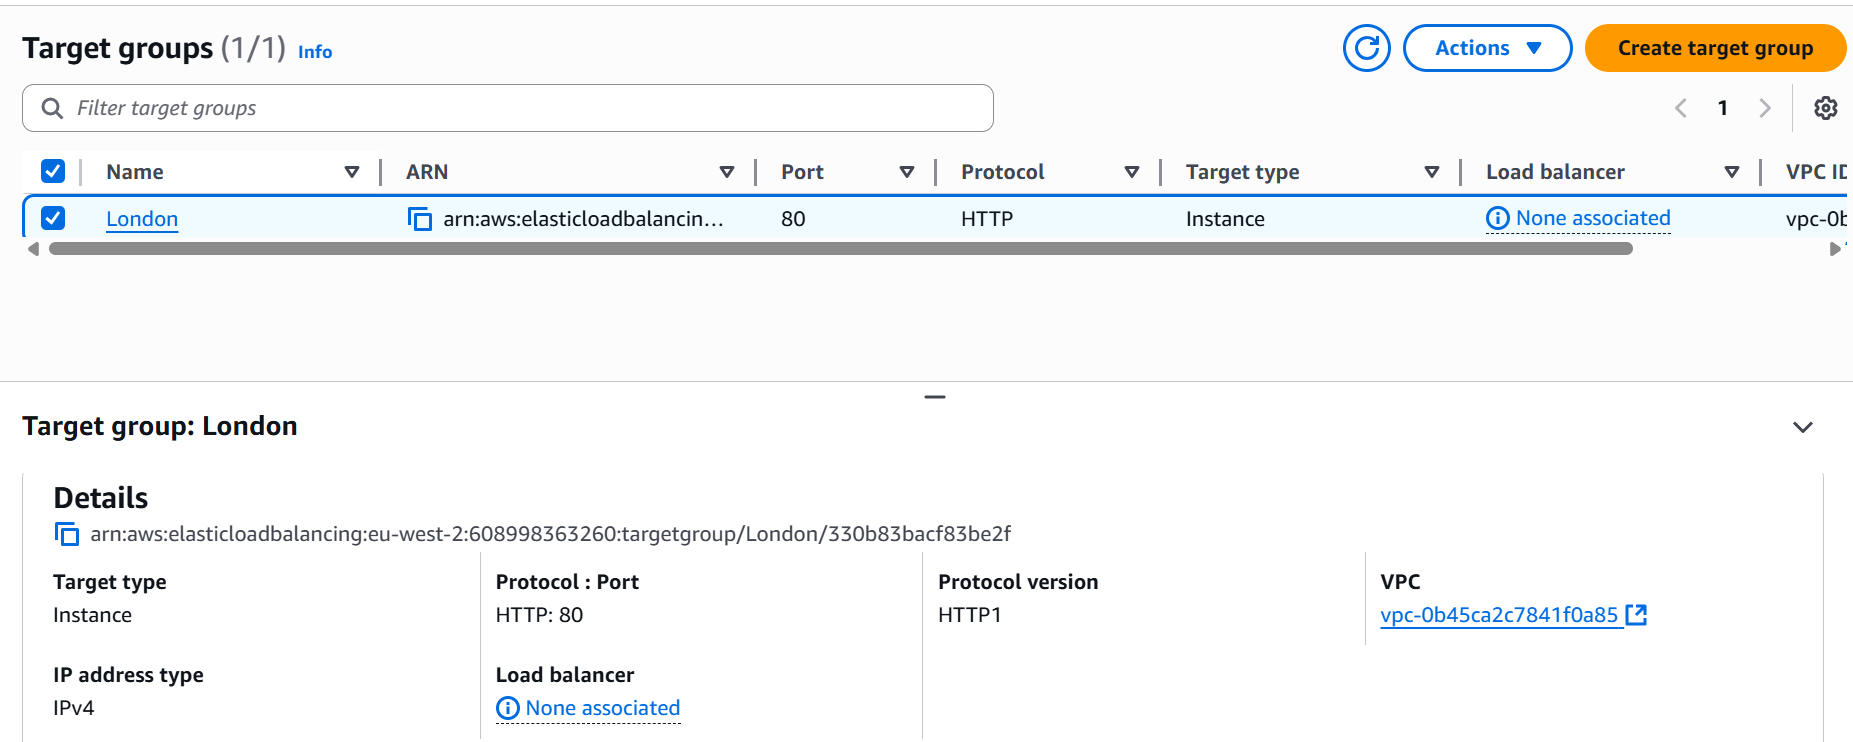 Target groups (1/1) Info
Actions
Create target group
Filter target groups
1
Name ARN Port Protocol Target type Load balancer VPC ID
London arn:aws:elasticloadbalancin… 80 HTTP Instance None associated vpc-0b
Target group: London
Details
arn:aws:elasticloadbalancing:eu-west-2:608998363260:targetgroup/London/330b83bacf83be2f
Target type Protocol : Port Protocol version VPC
Instance HTTP: 80 HTTP1 vpc-0b45ca2c7841f0a85
IP address type Load balancer
IPv4 None associated